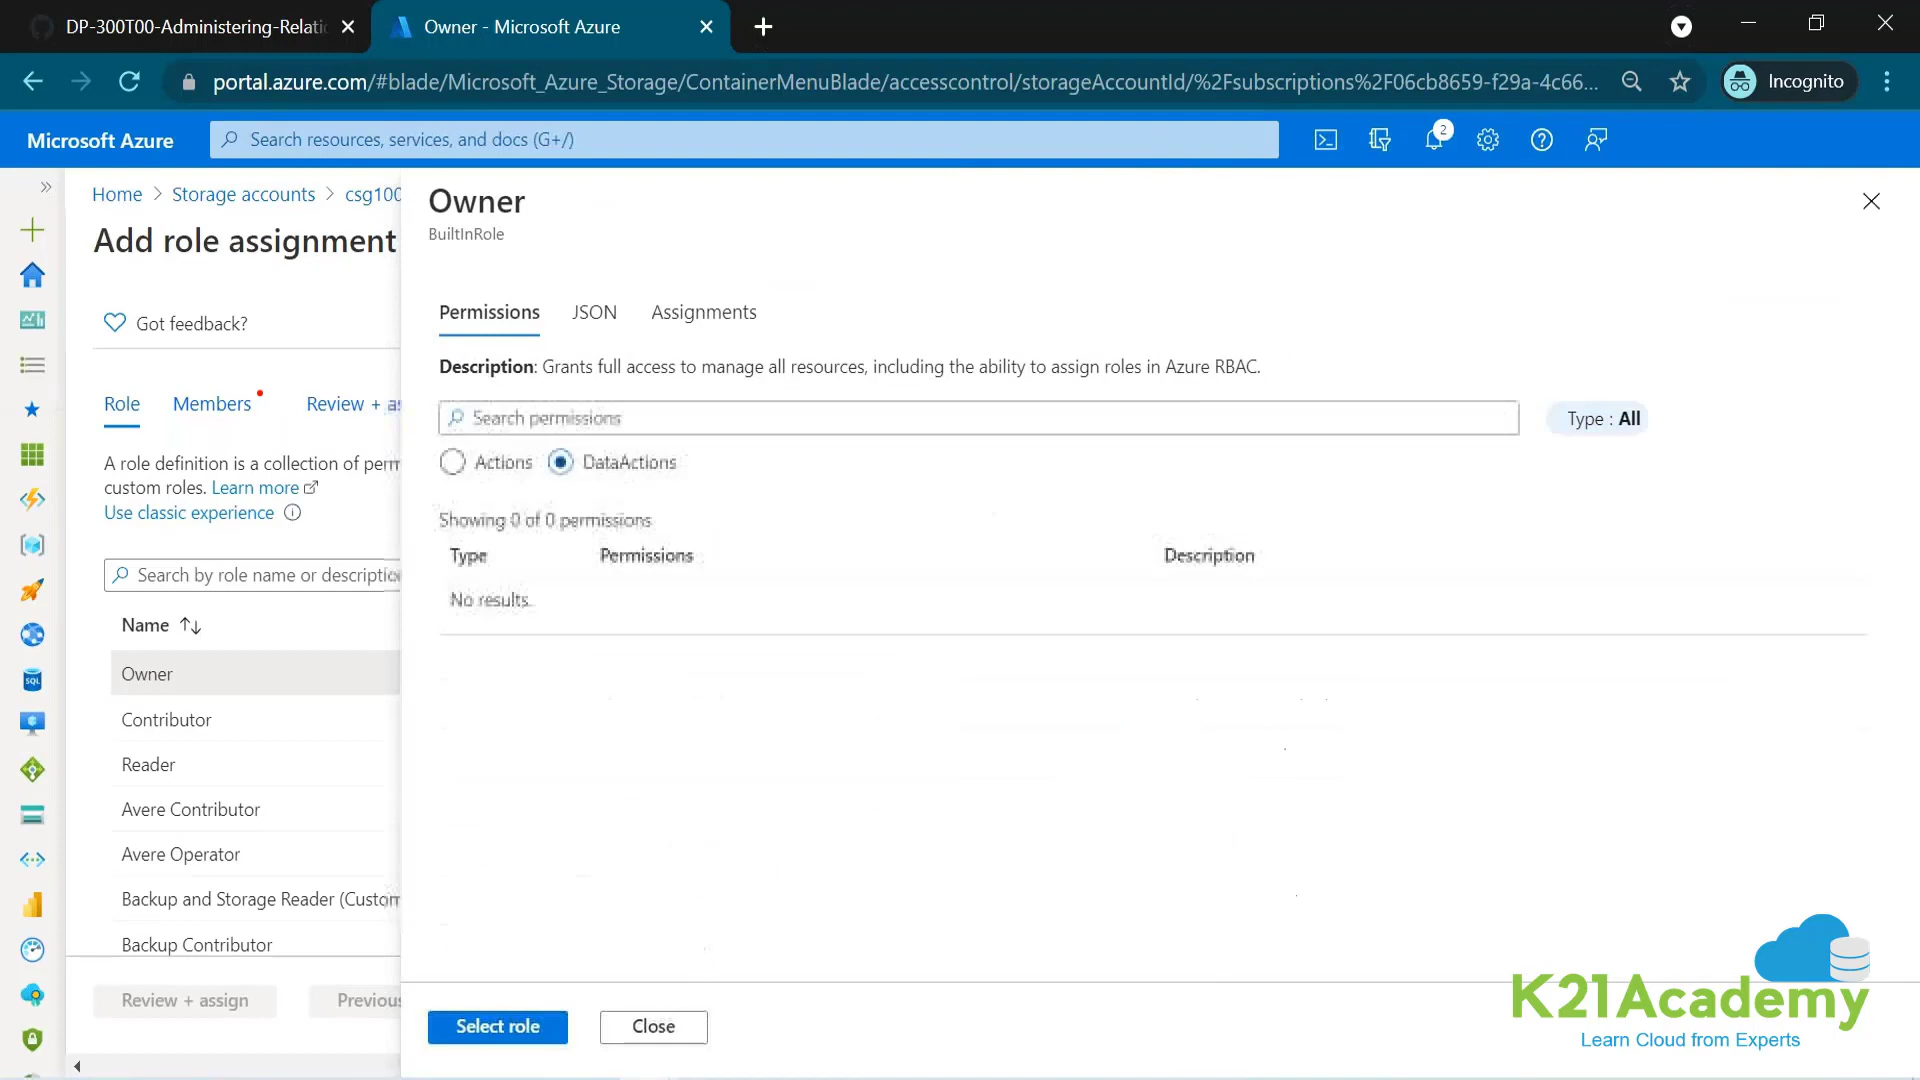 DP-300T00-Administering-Relati
Owner - Microsoft Azure
portal.azure.com/#blade/Microsoft_Azure_Storage/ContainerMenuBlade/accesscontrol/storageAccountId/%2Fsubscriptions%2F06cb8659-f29a-4c66...
Incognito
Microsoft Azure
Search resources, services, and docs (G+/)
2
Home > Storage accounts > csg100
Add role assignment
Got feedback?
Role
Members
Review + as
A role definition is a collection of perm
custom roles. Learn more
Use classic experience
Search by role name or descriptio
Name
Owner
Contributor
Reader
Avere Contributor
Avere Operator
Backup and Storage Reader (Custom
Backup Contributor
Review + assign
Previous
Owner
BuiltInRole
Permissions
JSON
Assignments
Description: Grants full access to manage all resources, including the ability to assign roles in Azure RBAC.
Search permissions
Type : All
Actions
DataActions
Showing 0 of 0 permissions
Type
Permissions
Description
No results.
Select role
Close
SQL
K21Academy
Learn Cloud from Experts